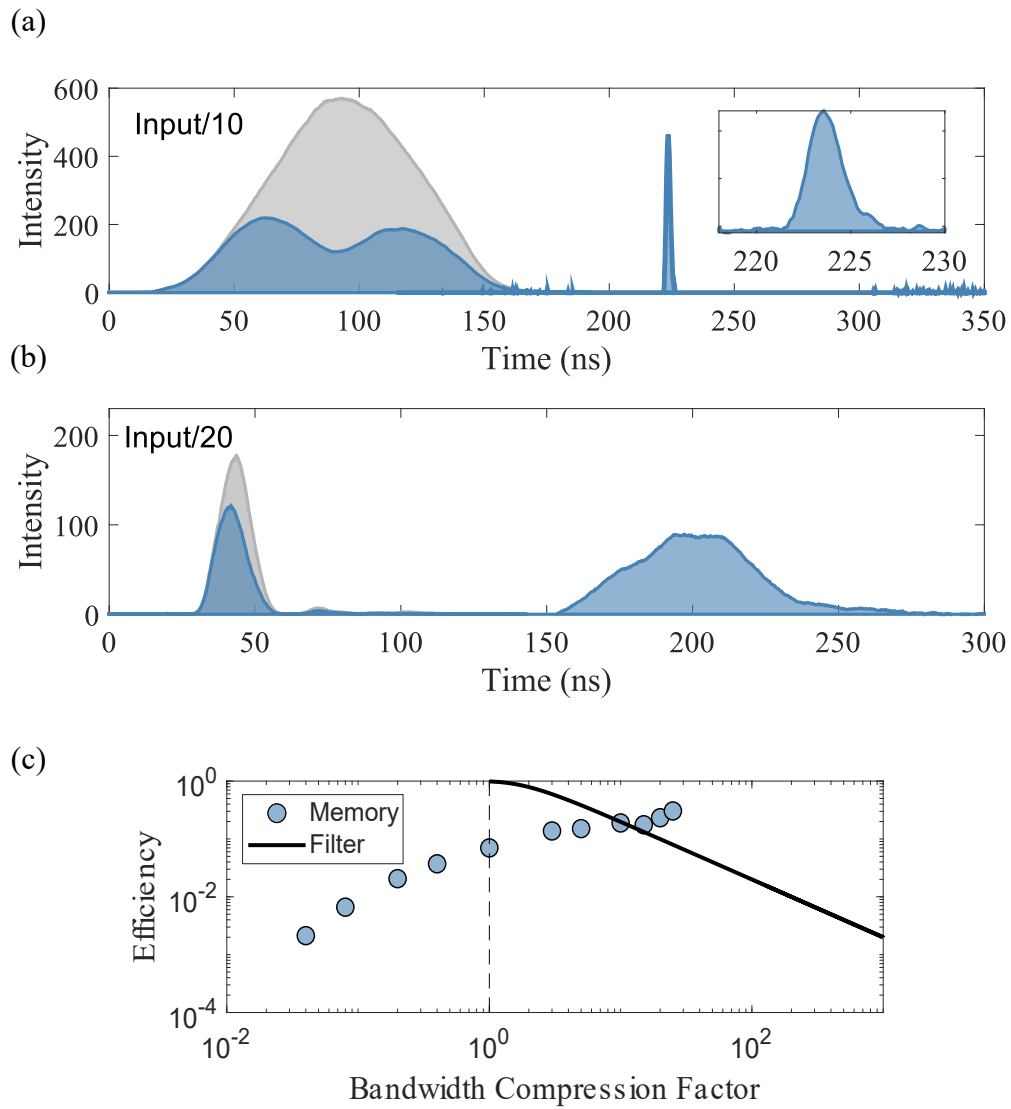 (a)
Intensity
600
400
200
0
Input/10
220 225 230
0 50 100 150 200 250 300 350
Time (ns)
(b)
Intensity
200
100
0
Input/20
0 50 100 150 200 250 300
Time (ns)
(c)
Efficiency
10^0
10^-2
10^-4
Memory
Filter
10^-2 10^0 10^2
Bandwidth Compression Factor